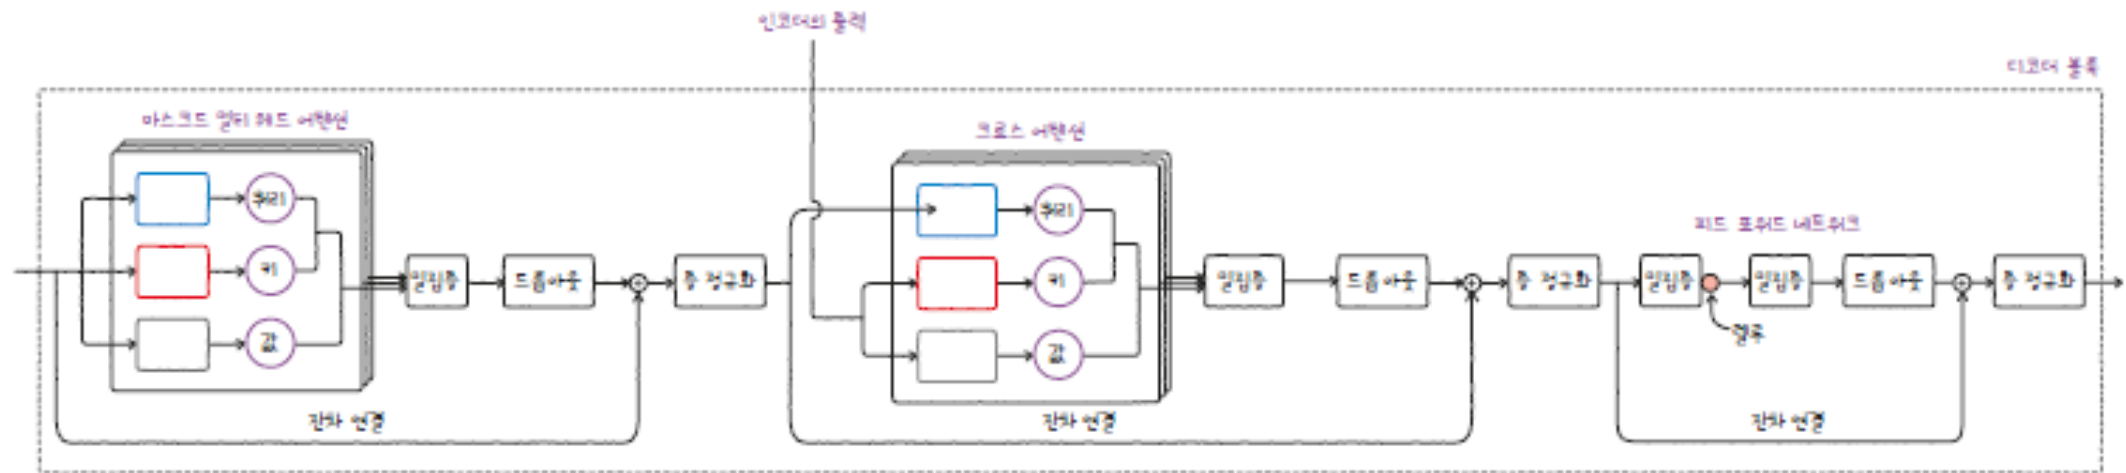 인코더의 출력
디코더 블록
마스크드 멀티 헤드 어텐션
쿼리
키
값
밀집층
드롭아웃
층 정규화
잔차 연결
크로스 어텐션
쿼리
키
값
밀집층
드롭아웃
층 정규화
잔차 연결
피드 포워드 네트워크
밀집층
렐루
밀집층
드롭아웃
층 정규화
잔차 연결